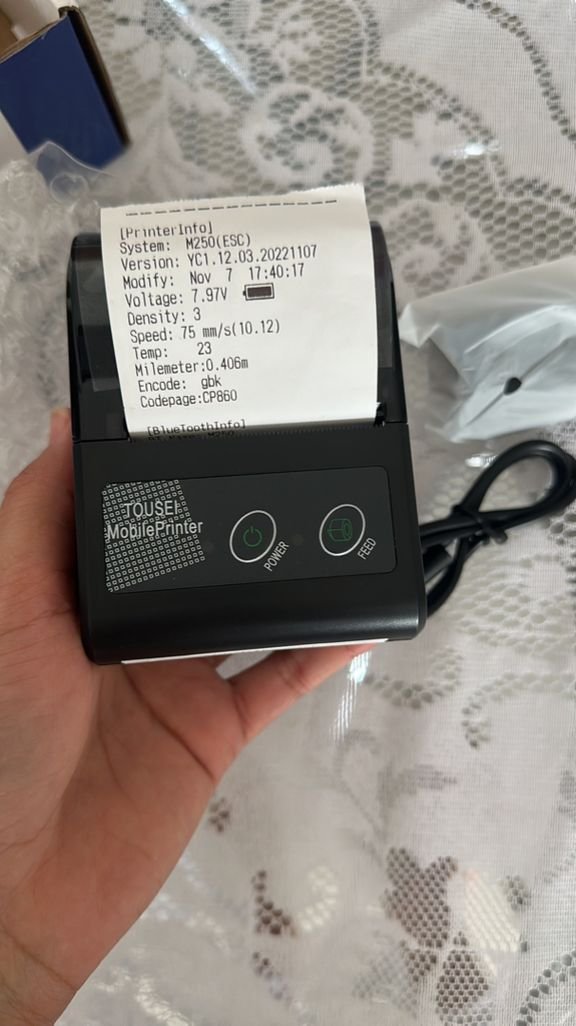 [PrinterInfo]
System: M250(ESC)
Version: YC1.12.03.20221107
Modify: Nov 7 17:40:17
Voltage: 7.97V
Density: 3
Speed: 75 mm/s(10.12)
Temp: 23
Milemeter:0.406m
Encode: gbk
Codepage:CP860
[BlueToothInfo]
TOUSEI
MobilePrinter
POWER
FEED